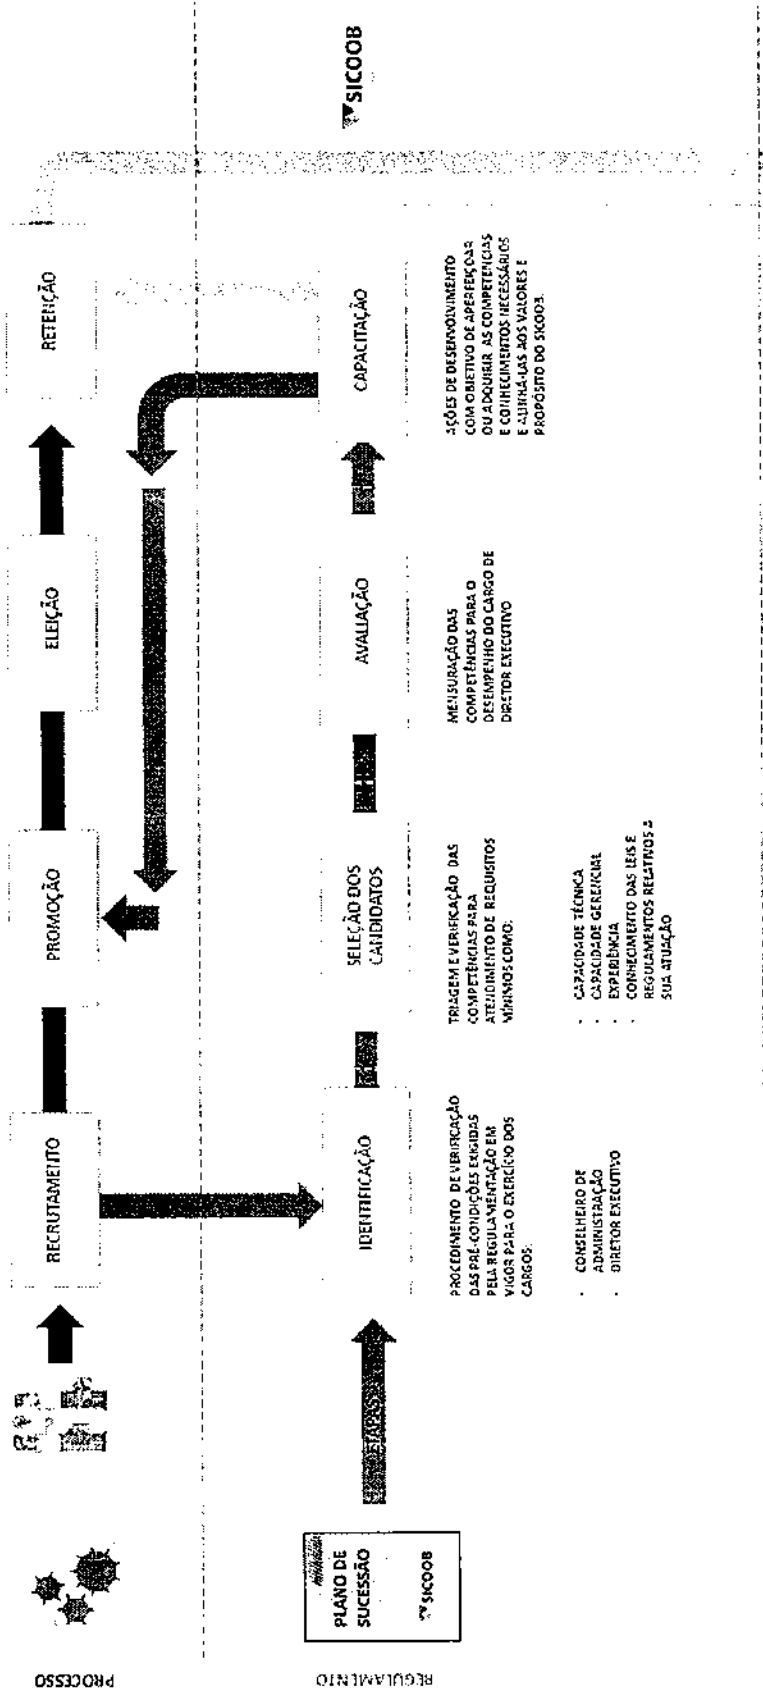 PROCESSO
RECRUTAMENTO
PROMOÇÃO
ELEIÇÃO
RETENÇÃO
REGULAMENTO
PLANO DE
SUCESSÃO
SICOOB
ETAPAS
IDENTIFICAÇÃO
SELEÇÃO DOS
CANDIDATOS
AVALIAÇÃO
CAPACITAÇÃO
SICOOB
PROCEDIMENTO DE VERIFICAÇÃO
DAS PRÉ-CONDIÇÕES EXIGIDAS
PELA REGULAMENTAÇÃO EM
VIGOR PARA O EXERCÍCIO DOS
CARGOS:
· CONSELHEIRO DE
ADMINISTRAÇÃO
· DIRETOR EXECUTIVO
TRIAGEM E VERIFICAÇÃO DAS
COMPETÊNCIAS PARA
ATENDIMENTO DE REQUISITOS
MÍNIMOS COMO:
· CAPACIDADE TÉCNICA
· CAPACIDADE GERENCIAL
· EXPERIÊNCIA
· CONHECIMENTO DAS LEIS E
REGULAMENTOS RELATIVOS A
SUA ATUAÇÃO
MENSURAÇÃO DAS
COMPETÊNCIAS PARA O
DESEMPENHO DO CARGO DE
DIRETOR EXECUTIVO
AÇÕES DE DESENVOLVIMENTO
COM OBJETIVO DE APERFEIÇOAR
OU ADQUIRIR AS COMPETENCIAS
E CONHECIMENTOS NECESSÁRIOS
E ALINHÁ-LAS AOS VALORES E
PROPÓSITO DO SICOOB.